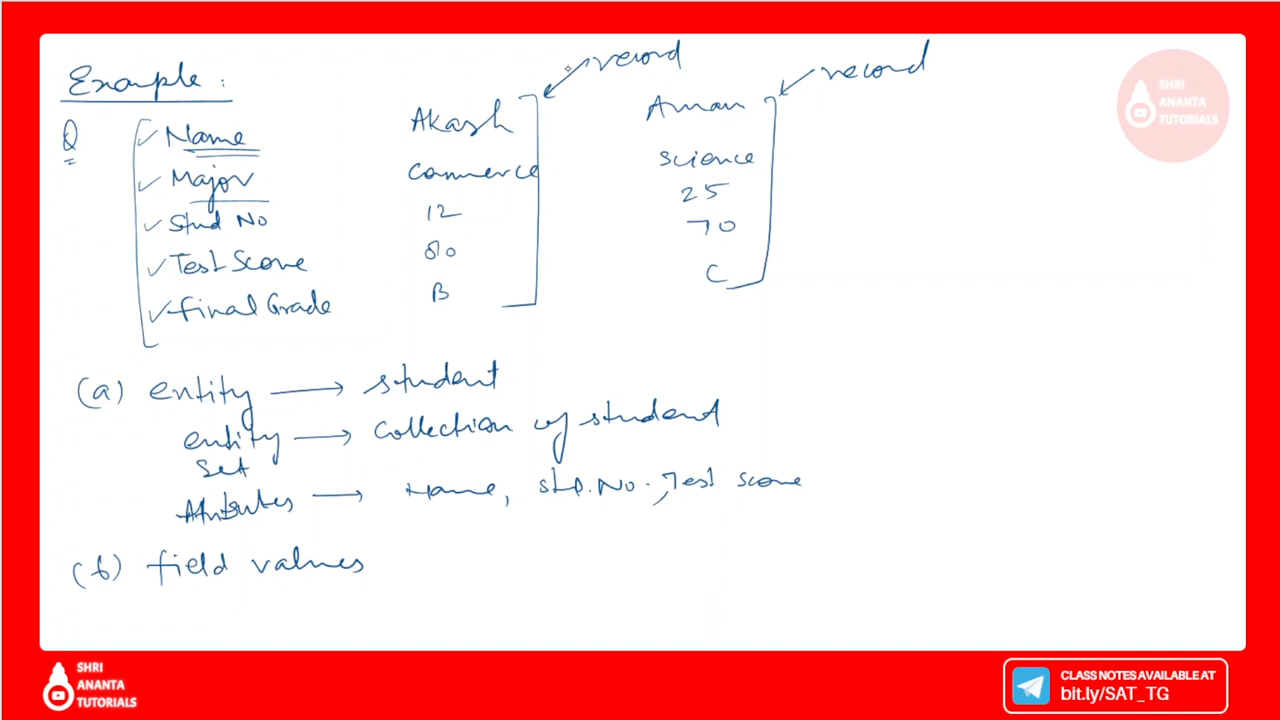 Example :
record
record
Q
Name Akash Aman
Major Commerce Science
Stud No 12 25
Test Score 80 70
Final Grade B C
(a) entity → student
entity → Collection of student
Set
Attributes → Name, Std. No., Test score
(b) field values
SHRI
ANANTA
TUTORIALS
SHRI
ANANTA
TUTORIALS
CLASS NOTES AVAILABLE AT
bit.ly/SAT_TG